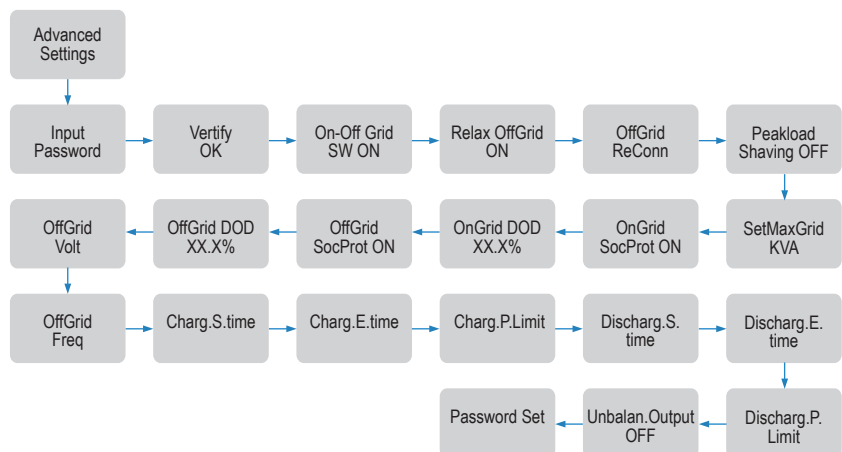 Advanced
Settings
Input
Password
Vertify
OK
On-Off Grid
SW ON
Relax OffGrid
ON
OffGrid
ReConn
Peakload
Shaving OFF
SetMaxGrid
KVA
OnGrid
SocProt ON
OnGrid DOD
XX.X%
OffGrid
SocProt ON
OffGrid DOD
XX.X%
OffGrid
Volt
OffGrid
Freq
Charg.S.time
Charg.E.time
Charg.P.Limit
Discharg.S.
time
Discharg.E.
time
Discharg.P.
Limit
Unbalan.Output
OFF
Password Set